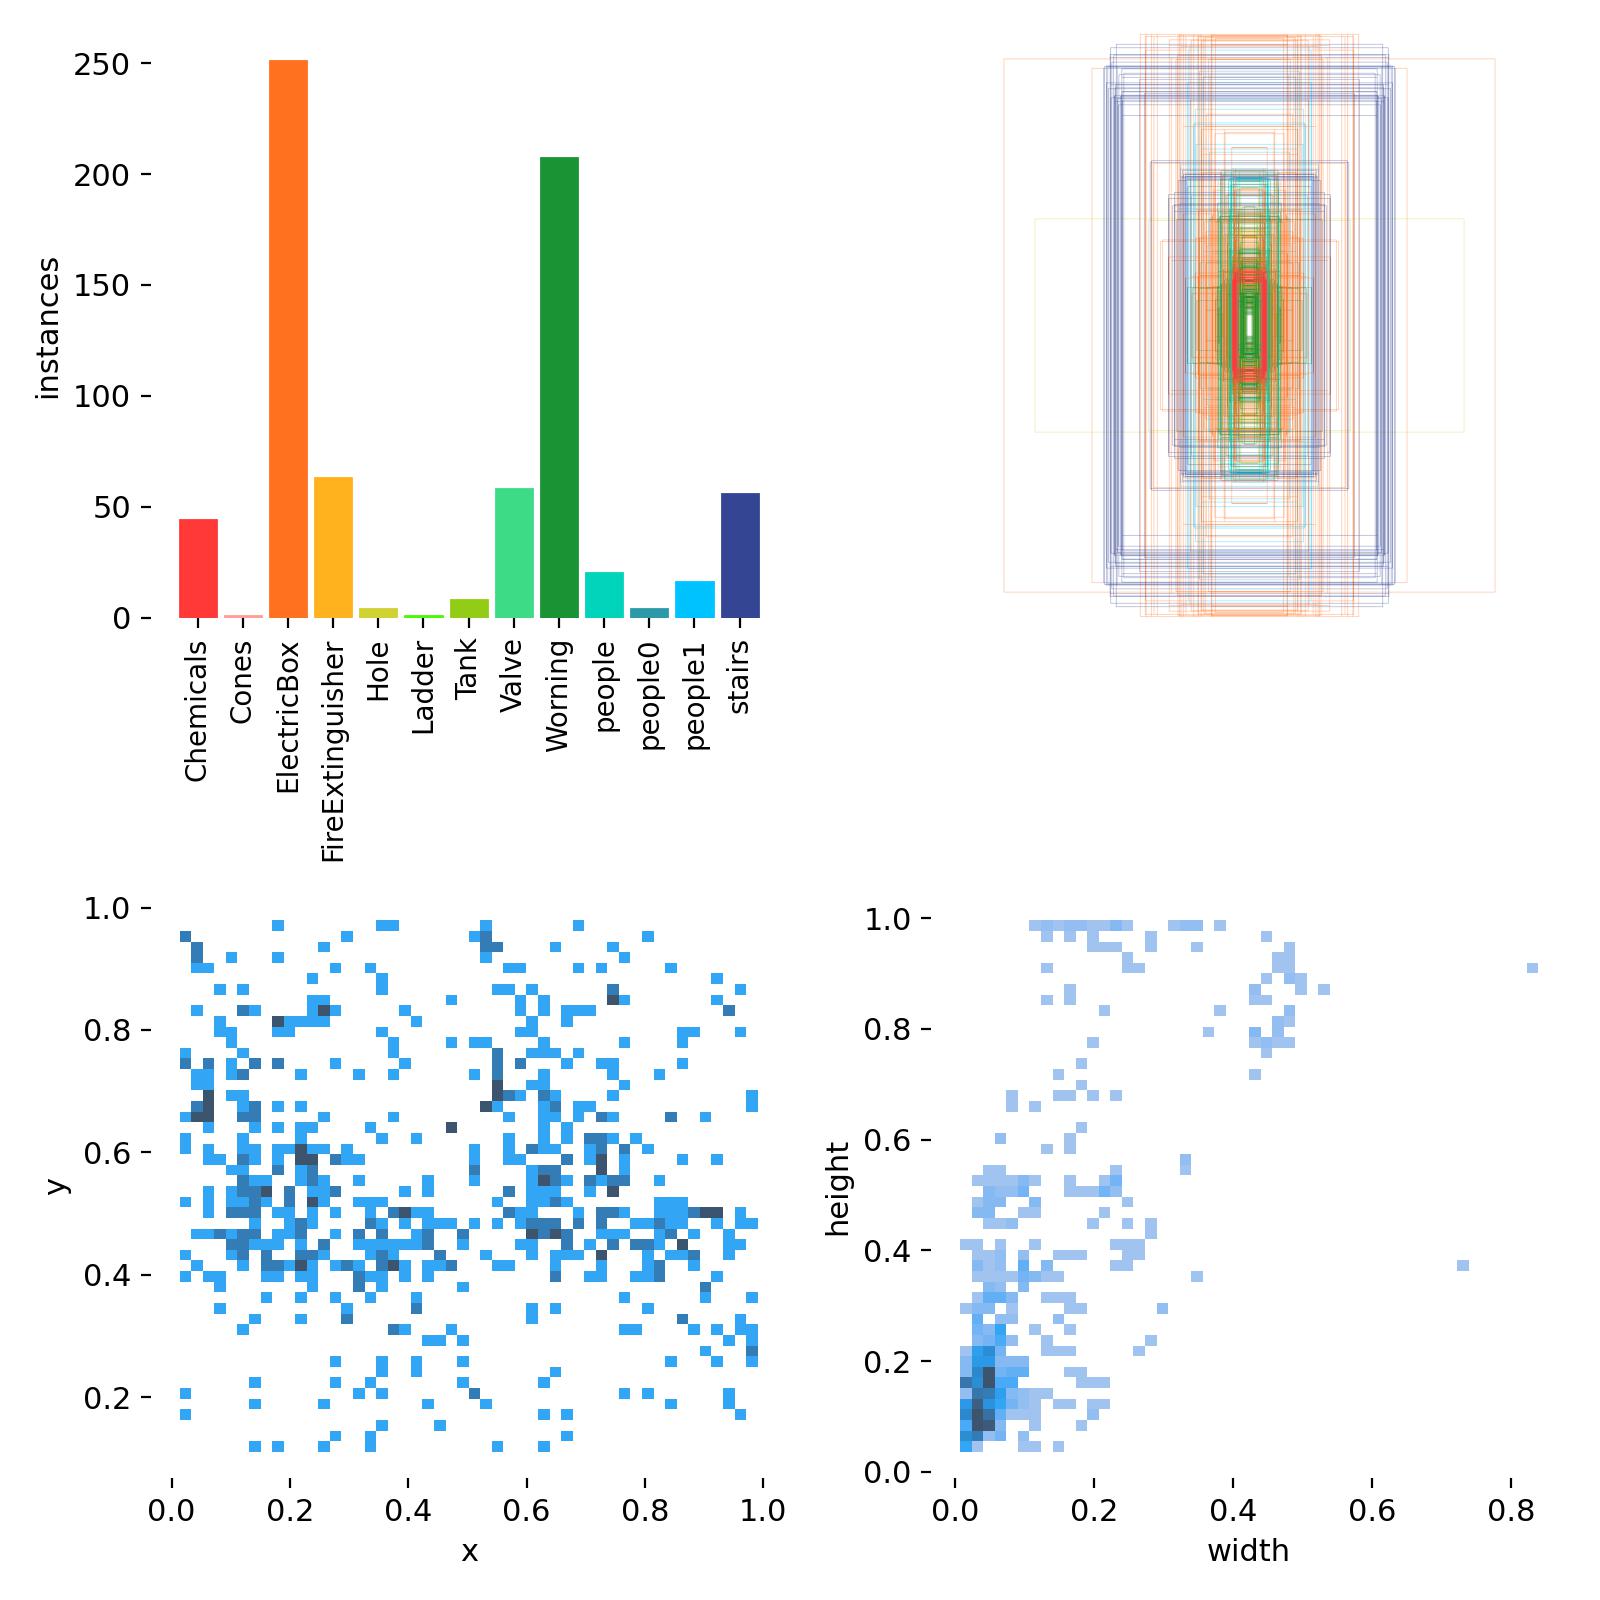 250
200
150
100
50
0
instances
Chemicals
Cones
ElectricBox
FireExtinguisher
Hole
Ladder
Tank
Valve
Worning
people
people0
people1
stairs
1.0
0.8
0.6
0.4
0.2
y
0.0 0.2 0.4 0.6 0.8 1.0
x
1.0
0.8
0.6
0.4
0.2
0.0
height
0.0 0.2 0.4 0.6 0.8
width